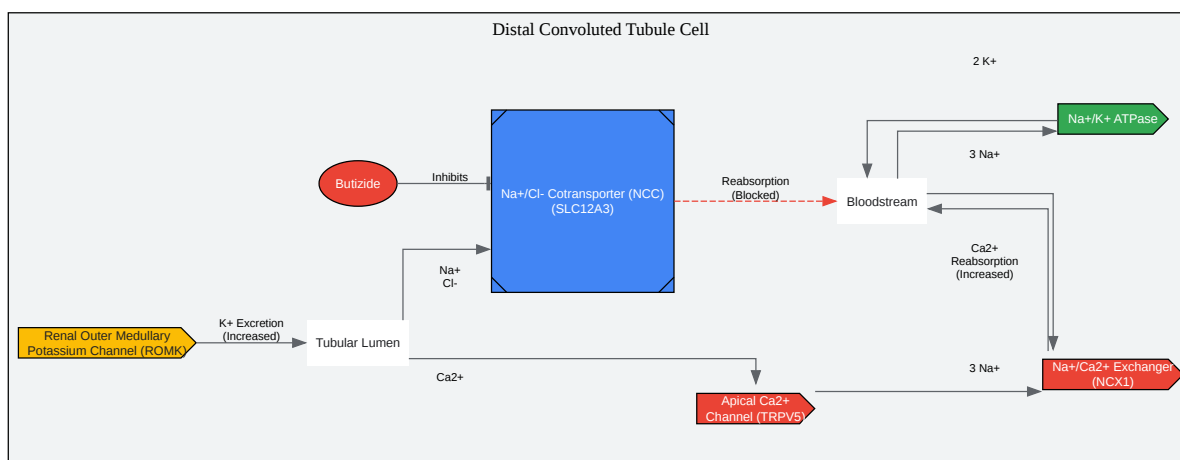 Distal Convoluted Tubule Cell
2 K+
Na+/K+ ATPase
3 Na+
Butizide
Inhibits
Na+/Cl- Cotransporter (NCC)
(SLC12A3)
Reabsorption
(Blocked)
Bloodstream
Na+
Cl-
Ca2+
Reabsorption
(Increased)
K+ Excretion
(Increased)
Renal Outer Medullary
Potassium Channel (ROMK)
Tubular Lumen
Ca2+
3 Na+
Na+/Ca2+ Exchanger
(NCX1)
Apical Ca2+
Channel (TRPV5)